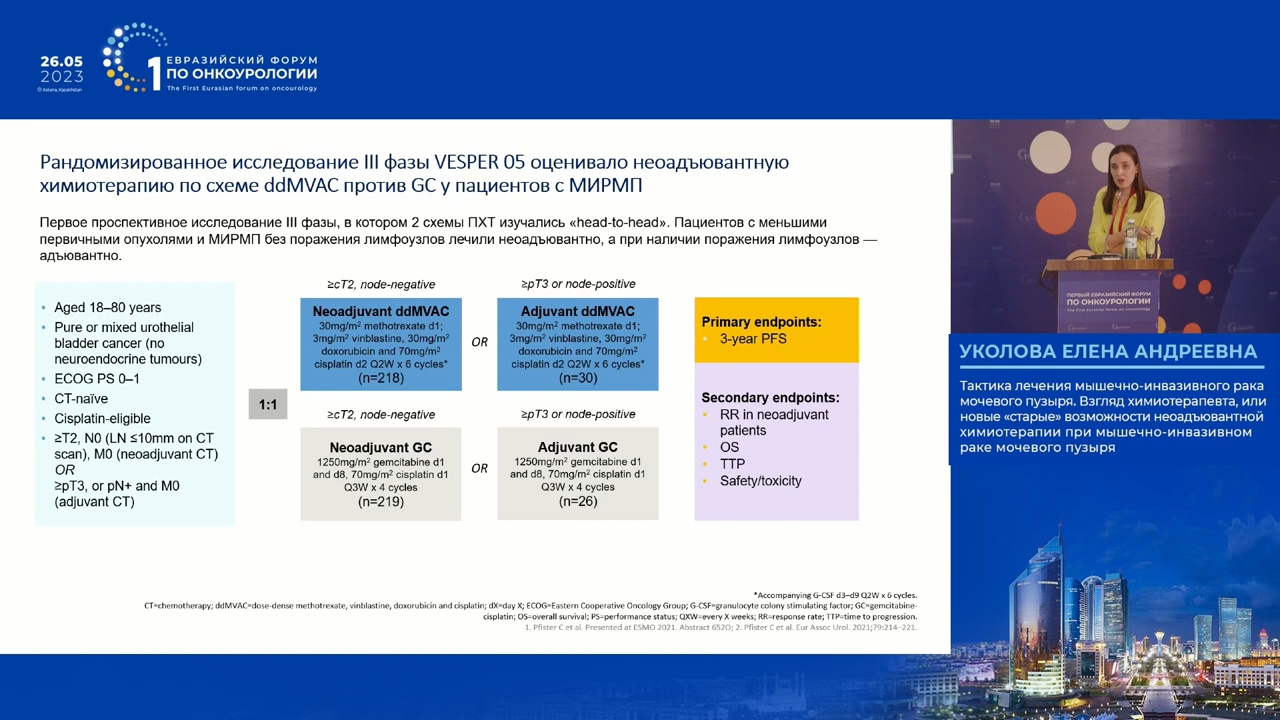 26.05
2023
Astana, Kazakhstan
1 ЕВРАЗИЙСКИЙ ФОРУМ
ПО ОНКОУРОЛОГИИ
The First Eurasian forum on oncourology
Рандомизированное исследование III фазы VESPER 05 оценивало неоадъювантную
химиотерапию по схеме ddMVAC против GC у пациентов с МИРМП
Первое проспективное исследование III фазы, в котором 2 схемы ПХТ изучались «head-to-head». Пациентов с меньшими
первичными опухолями и МИРМП без поражения лимфоузлов лечили неоадъювантно, а при наличии поражения лимфоузлов —
адъювантно.
• Aged 18–80 years
• Pure or mixed urothelial
bladder cancer (no
neuroendocrine tumours)
• ECOG PS 0–1
• CT-naïve
• Cisplatin-eligible
• ≥T2, N0 (LN ≤10mm on CT
scan), M0 (neoadjuvant CT)
OR
≥pT3, or pN+ and M0
(adjuvant CT)
1:1
≥cT2, node-negative
Neoadjuvant ddMVAC
30mg/m² methotrexate d1;
3mg/m² vinblastine, 30mg/m²
doxorubicin and 70mg/m²
cisplatin d2 Q2W x 6 cycles*
(n=218)
OR
≥pT3 or node-positive
Adjuvant ddMVAC
30mg/m² methotrexate d1;
3mg/m² vinblastine, 30mg/m²
doxorubicin and 70mg/m²
cisplatin d2 Q2W x 6 cycles*
(n=30)
≥cT2, node-negative
Neoadjuvant GC
1250mg/m² gemcitabine d1
and d8, 70mg/m² cisplatin d1
Q3W x 4 cycles
(n=219)
OR
≥pT3 or node-positive
Adjuvant GC
1250mg/m² gemcitabine d1
and d8, 70mg/m² cisplatin d1
Q3W x 4 cycles
(n=26)
Primary endpoints:
• 3-year PFS
Secondary endpoints:
• RR in neoadjuvant
patients
• OS
• TTP
• Safety/toxicity
*Accompanying G-CSF d3–d9 Q2W x 6 cycles.
CT=chemotherapy; ddMVAC=dose-dense methotrexate, vinblastine, doxorubicin and cisplatin; dX=day X; ECOG=Eastern Cooperative Oncology Group; G-CSF=granulocyte colony stimulating factor; GC=gemcitabine-
cisplatin; OS=overall survival; PS=performance status; QXW=every X weeks; RR=response rate; TTP=time to progression.
1. Pfister C et al. Presented at ESMO 2021. Abstract 652O; 2. Pfister C et al. Eur Assoc Urol. 2021;79:214–221.
ПЕРВЫЙ ЕВРАЗИЙСКИЙ ФОРУМ
ПО ОНКОУРОЛОГИИ
УКОЛОВА ЕЛЕНА АНДРЕЕВНА
Тактика лечения мышечно-инвазивного рака
мочевого пузыря. Взгляд химиотерапевта, или
новые «старые» возможности неоадъювантной
химиотерапии при мышечно-инвазивном
раке мочевого пузыря